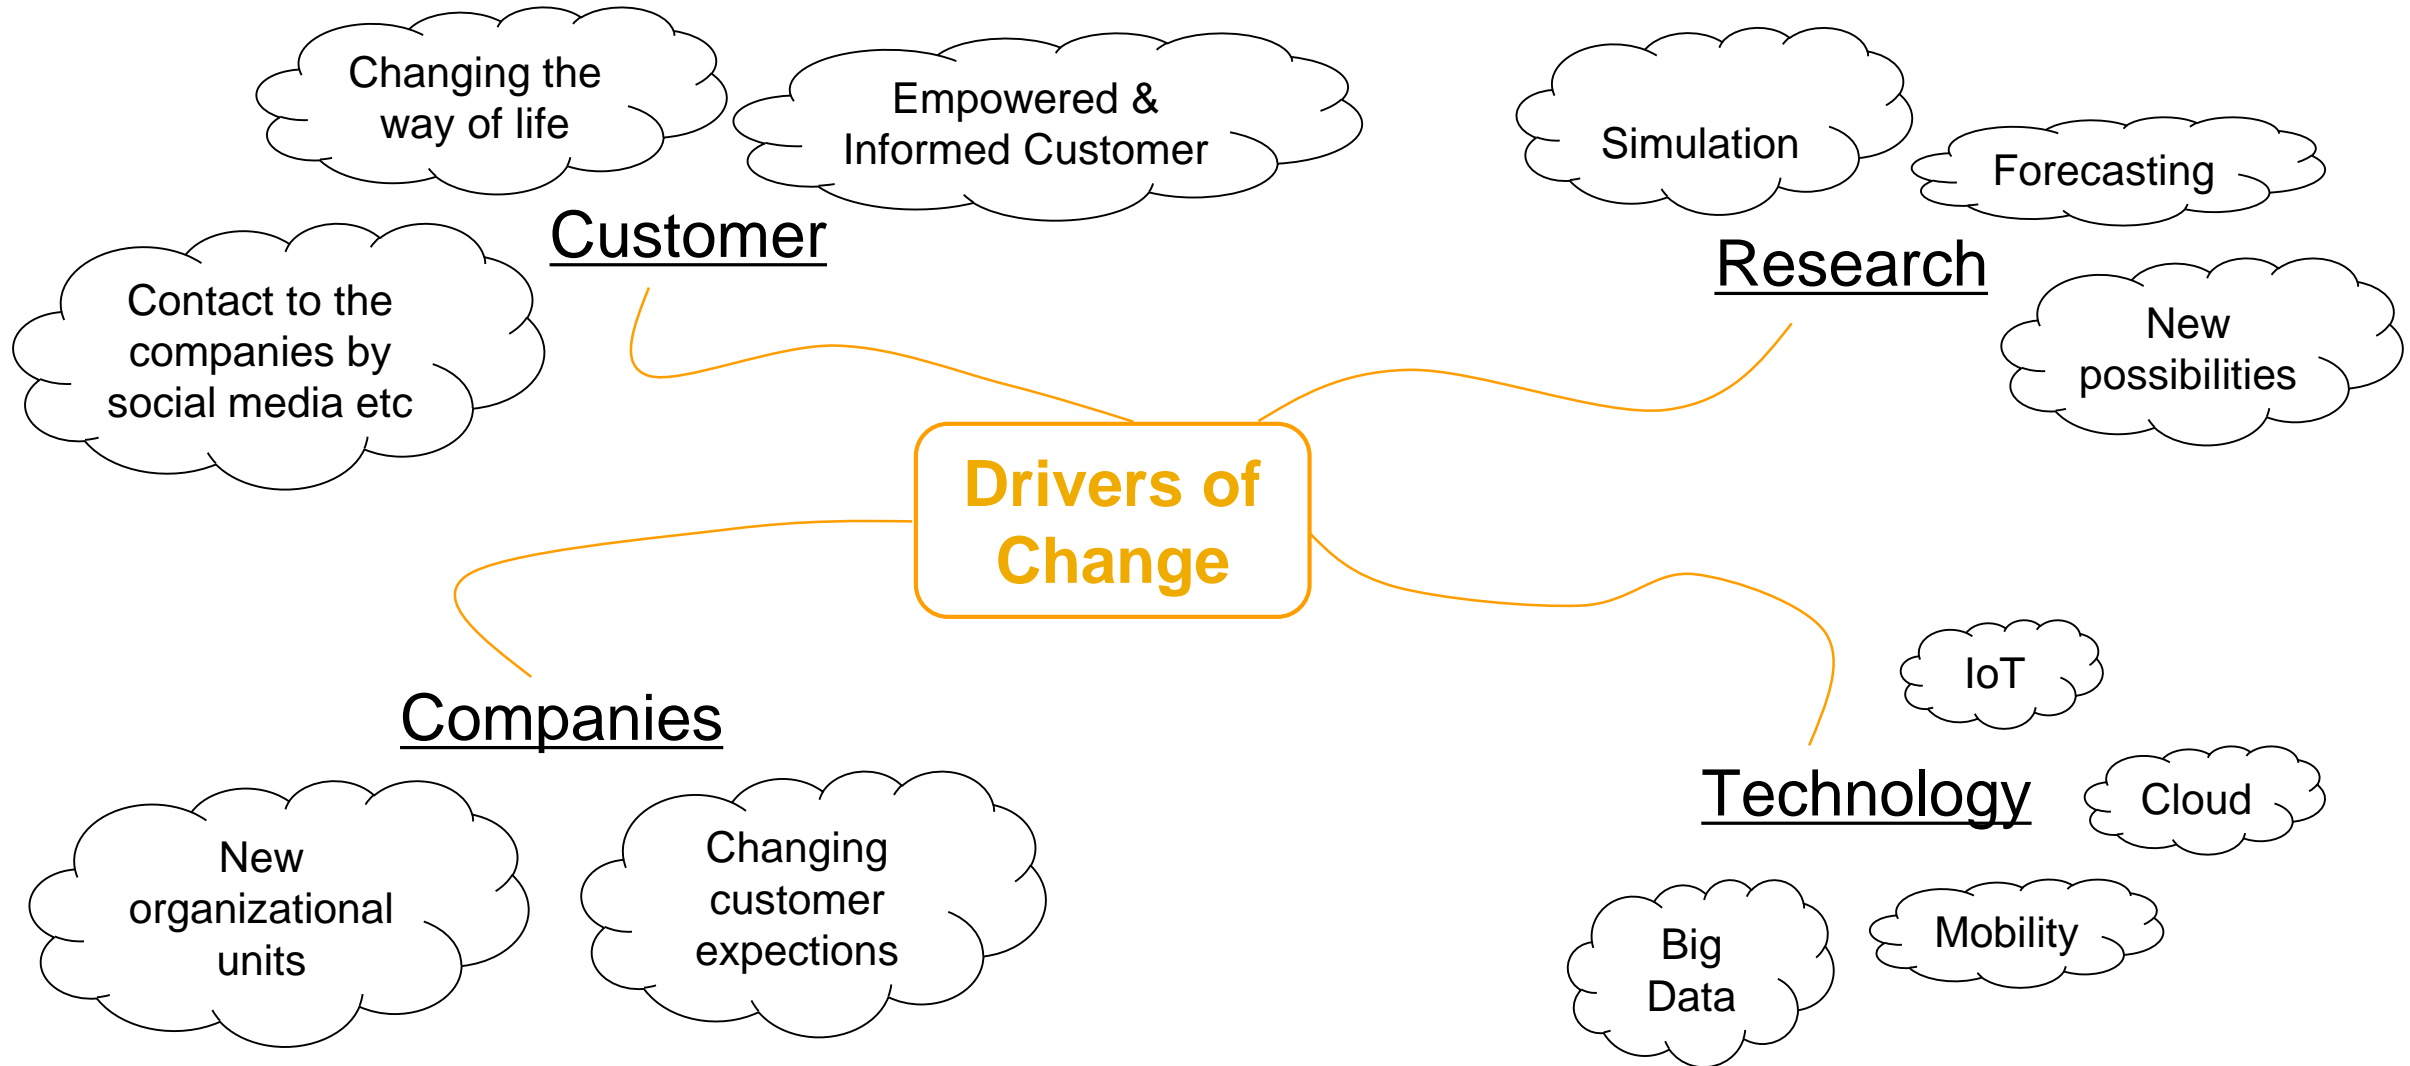 Changing the
way of life
Empowered &
Informed Customer
Customer
Contact to the
companies by
social media etc
Simulation
Forecasting
Research
New
possibilities
Drivers of
Change
Companies
New
organizational
units
Changing
customer
expections
IoT
Technology
Cloud
Mobility
Big
Data